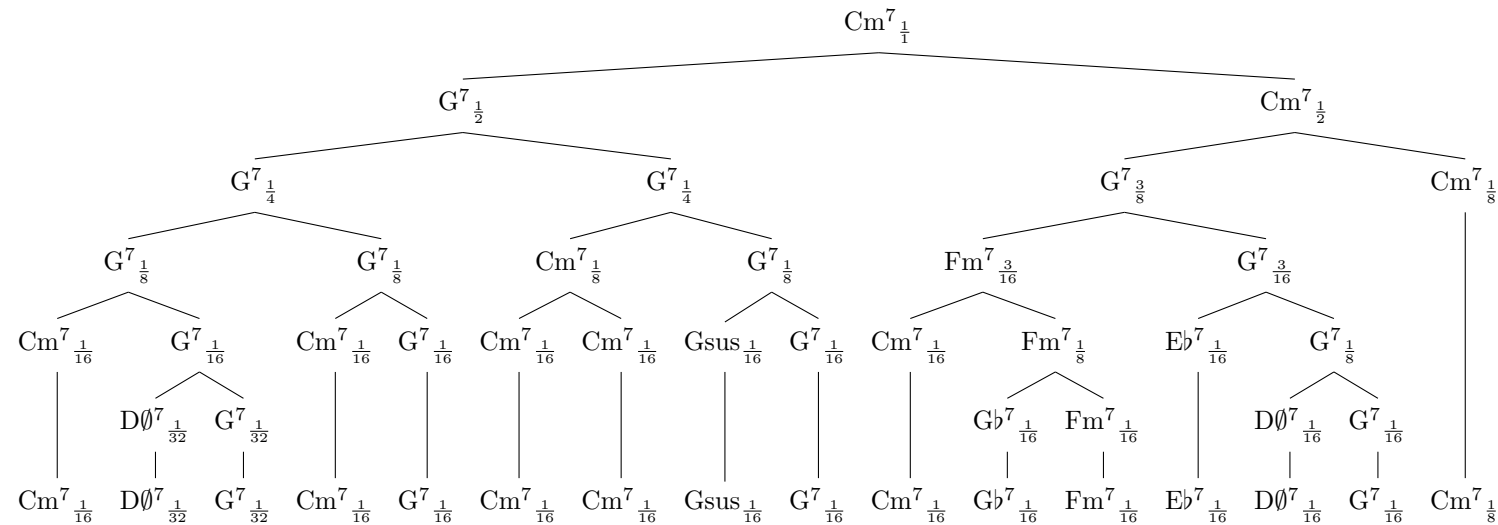 Cm⁷ 1/1
G⁷ 1/2 Cm⁷ 1/2
G⁷ 1/4 G⁷ 1/4 G⁷ 3/8 Cm⁷ 1/8
G⁷ 1/8 G⁷ 1/8 Cm⁷ 1/8 G⁷ 1/8 Fm⁷ 3/16 G⁷ 3/16
Cm⁷ 1/16 G⁷ 1/16 Cm⁷ 1/16 G⁷ 1/16 Cm⁷ 1/16 Cm⁷ 1/16 Gsus 1/16 G⁷ 1/16 Cm⁷ 1/16 Fm⁷ 1/8 E♭⁷ 1/16 G⁷ 1/8
D∅⁷ 1/32 G⁷ 1/32 G♭⁷ 1/16 Fm⁷ 1/16 D∅⁷ 1/16 G⁷ 1/16
Cm⁷ 1/16 D∅⁷ 1/32 G⁷ 1/32 Cm⁷ 1/16 G⁷ 1/16 Cm⁷ 1/16 Cm⁷ 1/16 Gsus 1/16 G⁷ 1/16 Cm⁷ 1/16 G♭⁷ 1/16 Fm⁷ 1/16 E♭⁷ 1/16 D∅⁷ 1/16 G⁷ 1/16 Cm⁷ 1/8